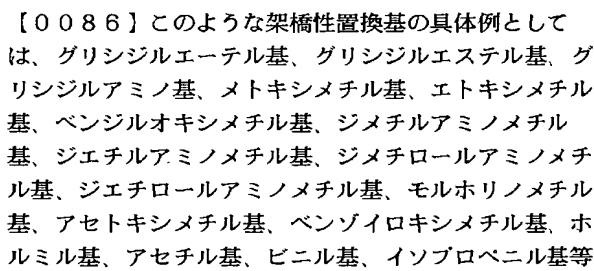 【００８６】このような架橋性置換基の具体例として
は、グリシジルエーテル基、グリシジルエステル基、グ
リシジルアミノ基、メトキシメチル基、エトキシメチル
基、ベンジルオキシメチル基、ジメチルアミノメチル
基、ジエチルアミノメチル基、ジメチロールアミノメチ
ル基、ジエチロールアミノメチル基、モルホリノメチル
基、アセトキシメチル基、ベンゾイロキシメチル基、ホ
ルミル基、アセチル基、ビニル基、イソプロペニル基等